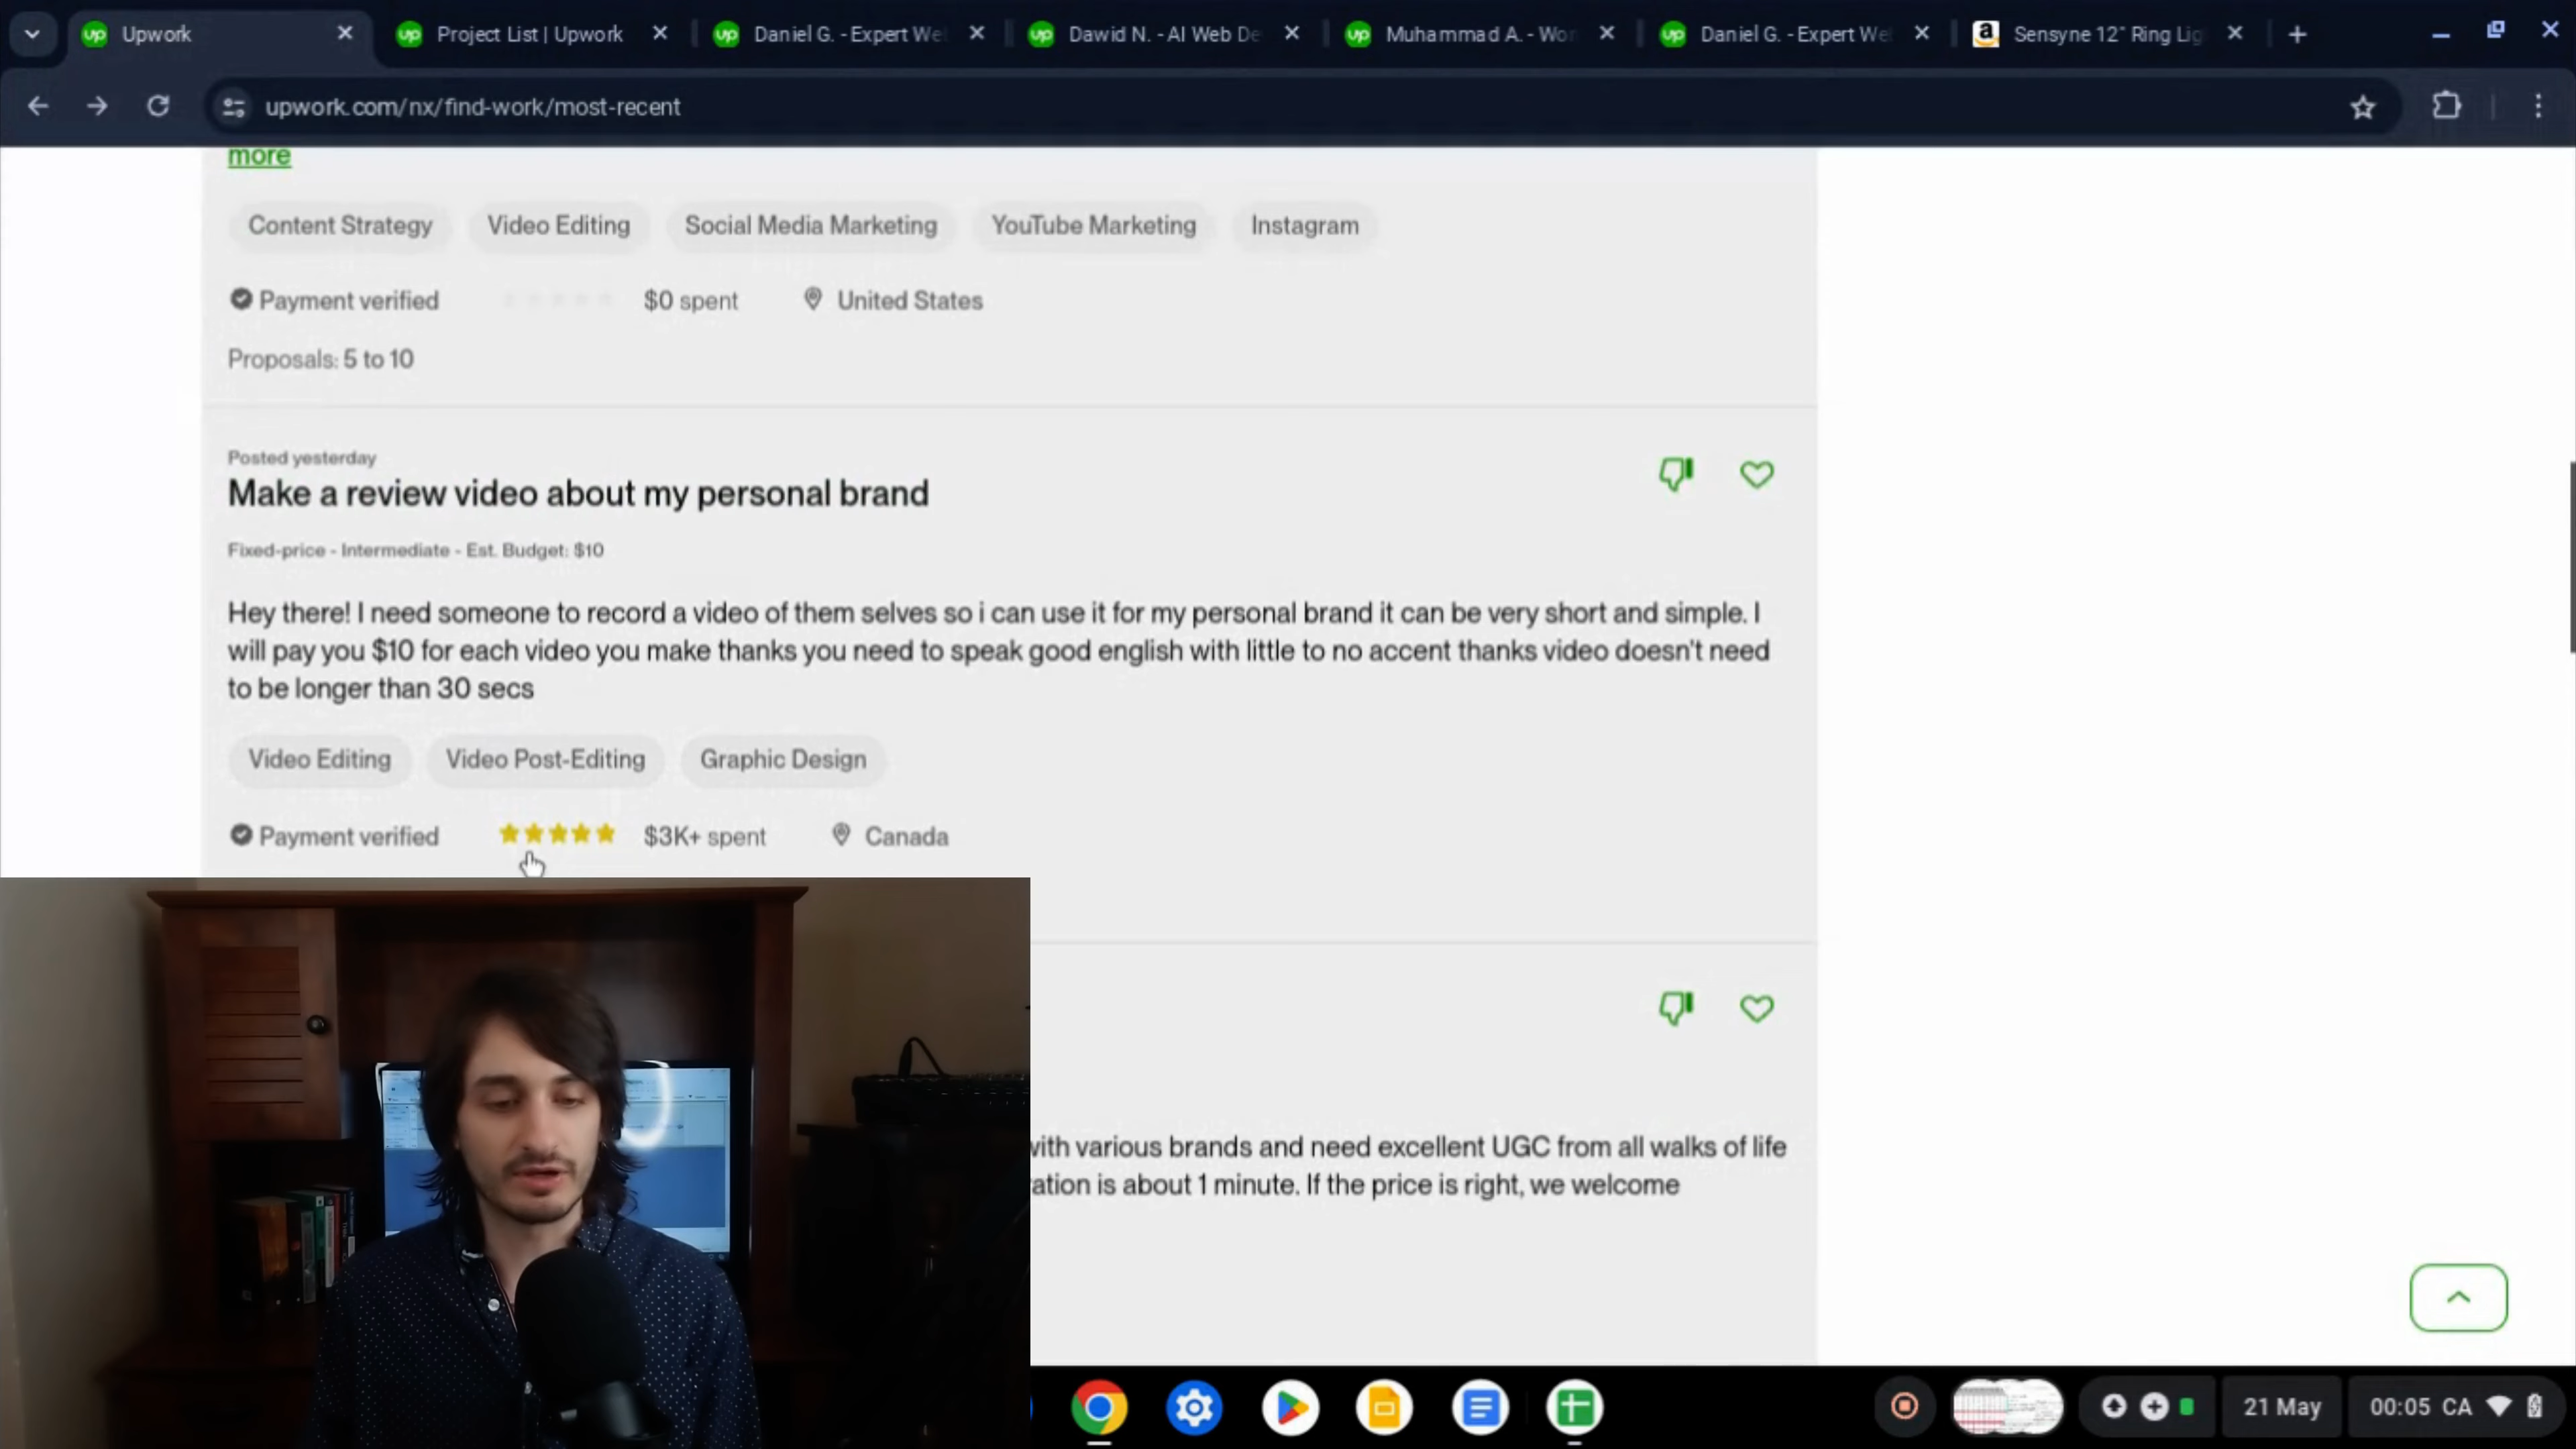 Upwork
Project List | Upwork
Daniel G. - Expert We
Dawid N. - AI Web De
Muhammad A. - Wor
Daniel G. - Expert We
Sensyne 12" Ring Lig
upwork.com/nx/find-work/most-recent
more
Content Strategy
Video Editing
Social Media Marketing
YouTube Marketing
Instagram
Payment verified
$0 spent
United States
Proposals: 5 to 10
Posted yesterday
Make a review video about my personal brand
Fixed-price - Intermediate - Est. Budget: $10
Hey there! I need someone to record a video of them selves so i can use it for my personal brand it can be very short and simple. I
will pay you $10 for each video you make thanks you need to speak good english with little to no accent thanks video doesn't need
to be longer than 30 secs
Video Editing
Video Post-Editing
Graphic Design
Payment verified
$3K+ spent
Canada
with various brands and need excellent UGC from all walks of life
ration is about 1 minute. If the price is right, we welcome
21 May
00:05 CA